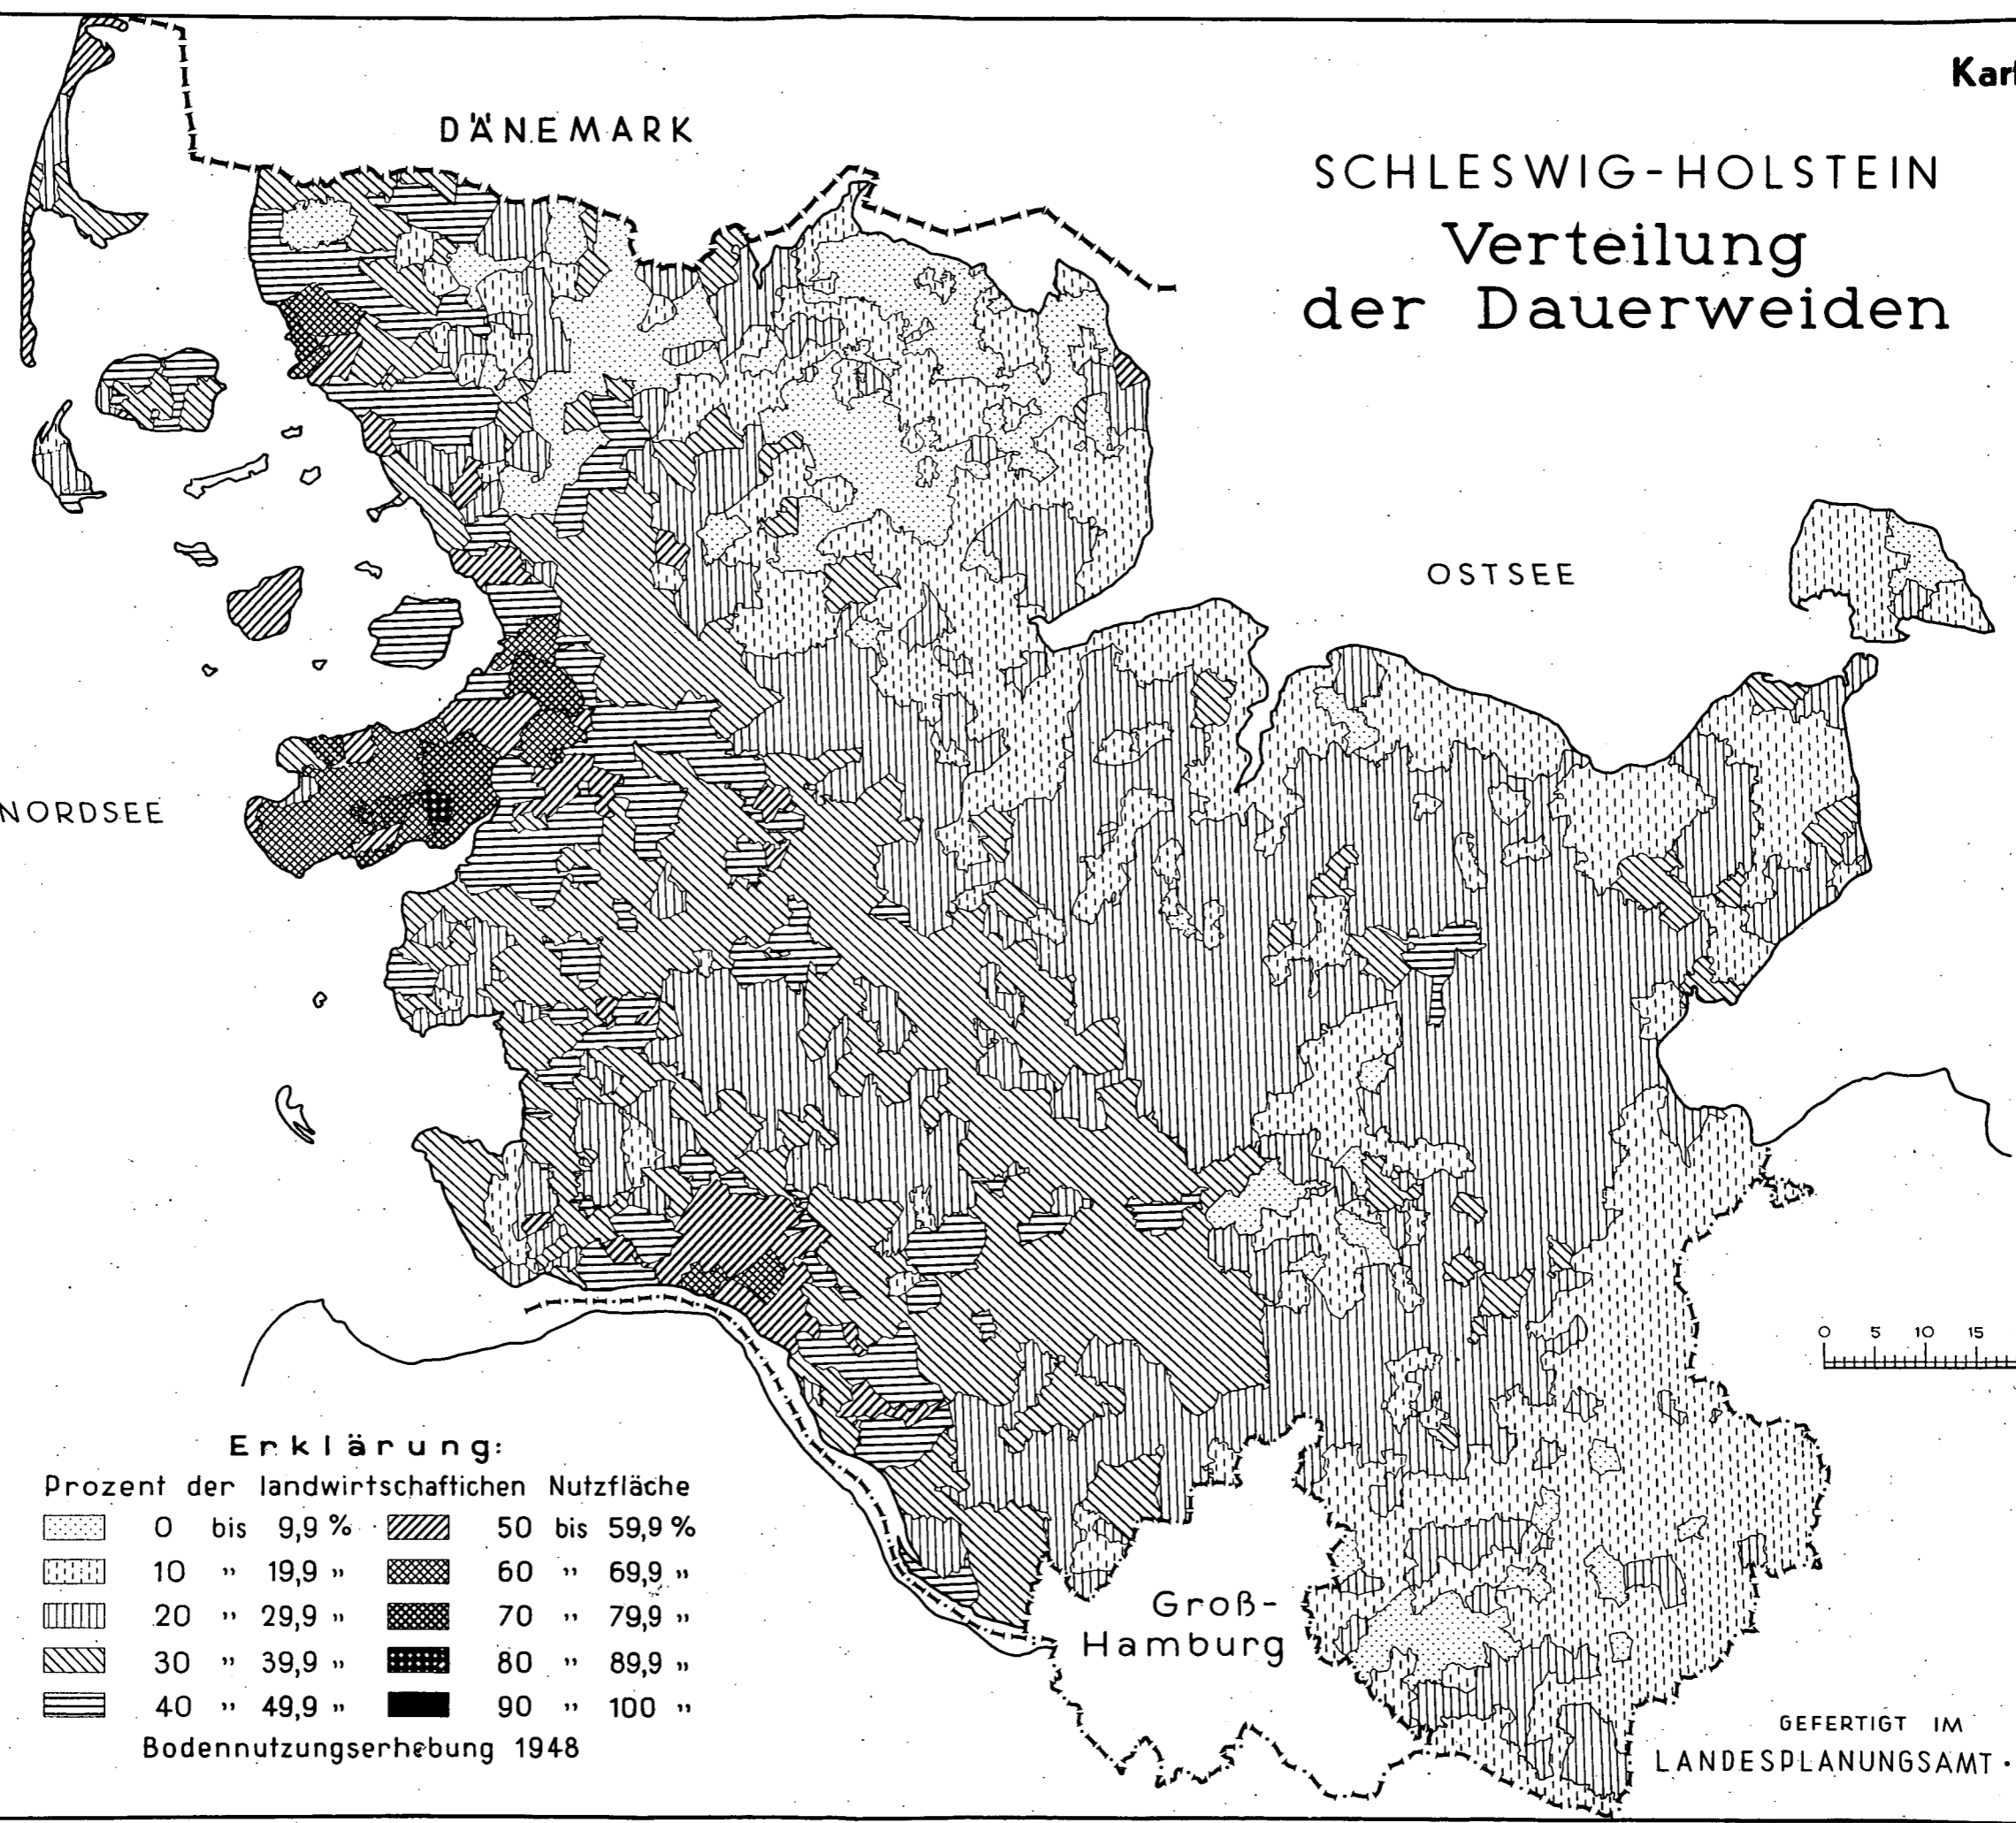 Kart
DÄNEMARK
SCHLESWIG-HOLSTEIN
Verteilung
der Dauerweiden
OSTSEE
NORDSEE
0 5 10 15
Erklärung:
Prozent der landwirtschaftichen Nutzfläche
0 bis 9,9 % 50 bis 59,9 %
10 " 19,9 " 60 " 69,9 "
20 " 29,9 " 70 " 79,9 "
30 " 39,9 " 80 " 89,9 "
40 " 49,9 " 90 " 100 "
Bodennutzungserhebung 1948
Groß-
Hamburg
GEFERTIGT IM
LANDESPLANUNGSAMT ·